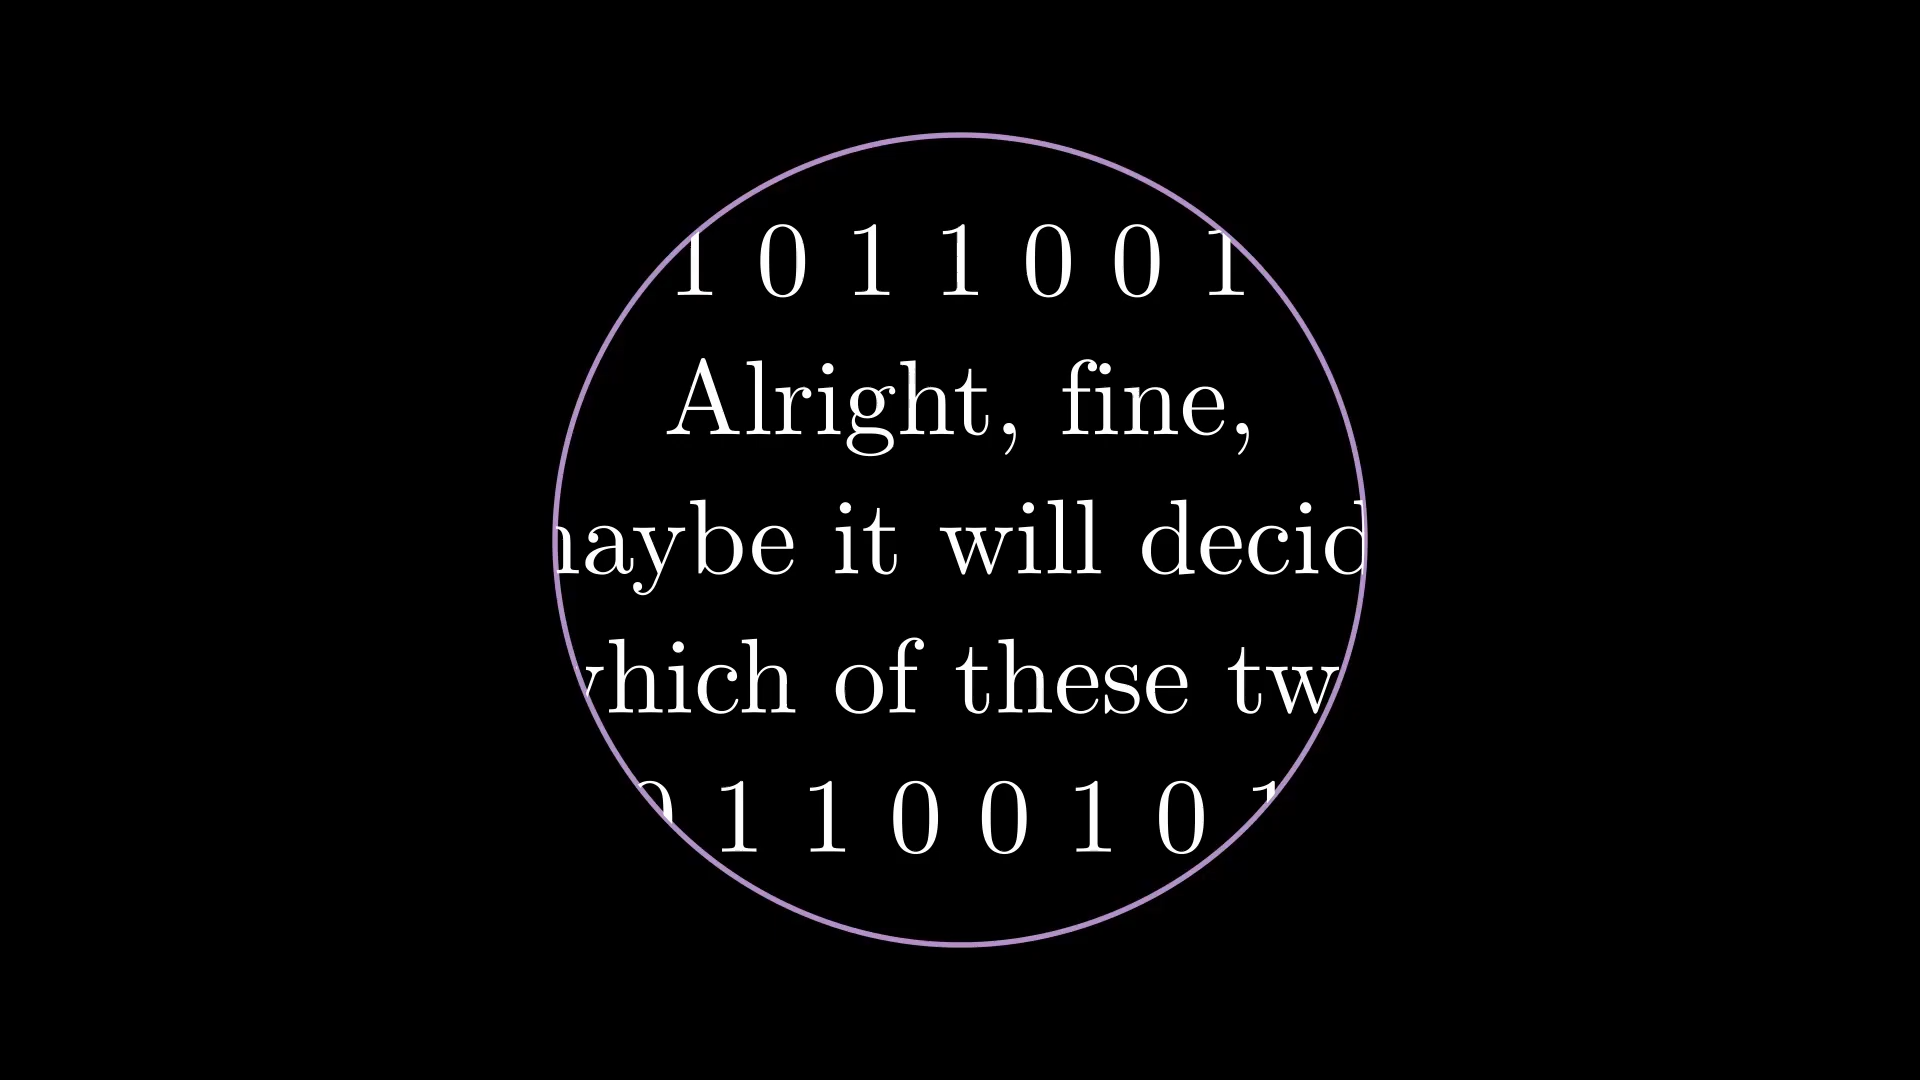 1 0 1 1 0 0 1
Alright, fine,
maybe it will decid
which of these tw
0 1 1 0 0 1 0 1